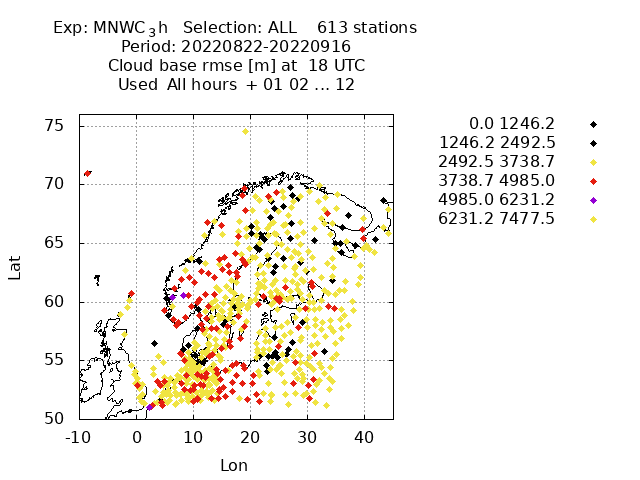 Exp: MNWC_3h Selection: ALL 613 stations
Period: 20220822-20220916
Cloud base rmse [m] at 18 UTC
Used All hours + 01 02 ... 12
0.0 1246.2
1246.2 2492.5
2492.5 3738.7
3738.7 4985.0
4985.0 6231.2
6231.2 7477.5
75
70
65
60
55
50
Lat
-10 0 10 20 30 40
Lon